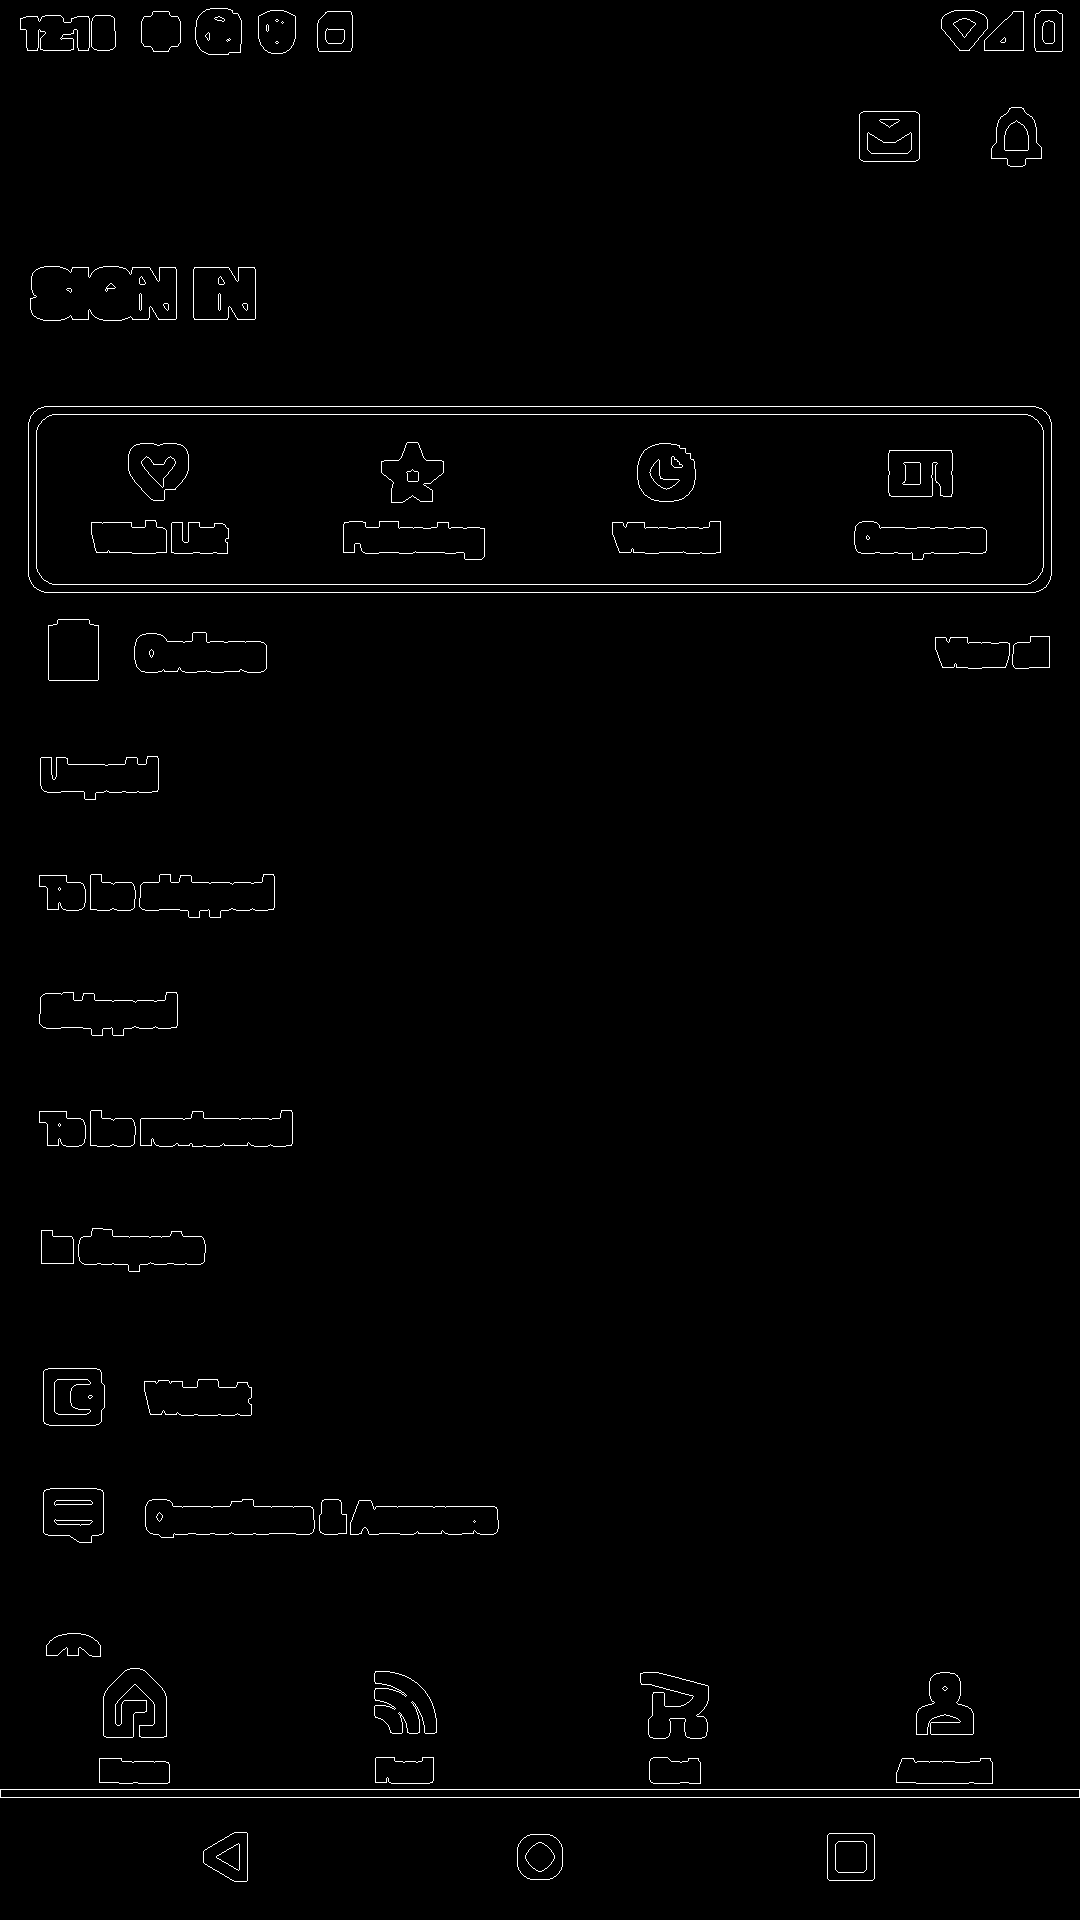 12:18
SIGN IN
Wish List
Following
Viewed
Coupons
Orders
View all
Unpaid
To be shipped
Shipped
To be reviewed
In dispute
Wallet
Questions & Answers
Home
Feed
Cart
Account